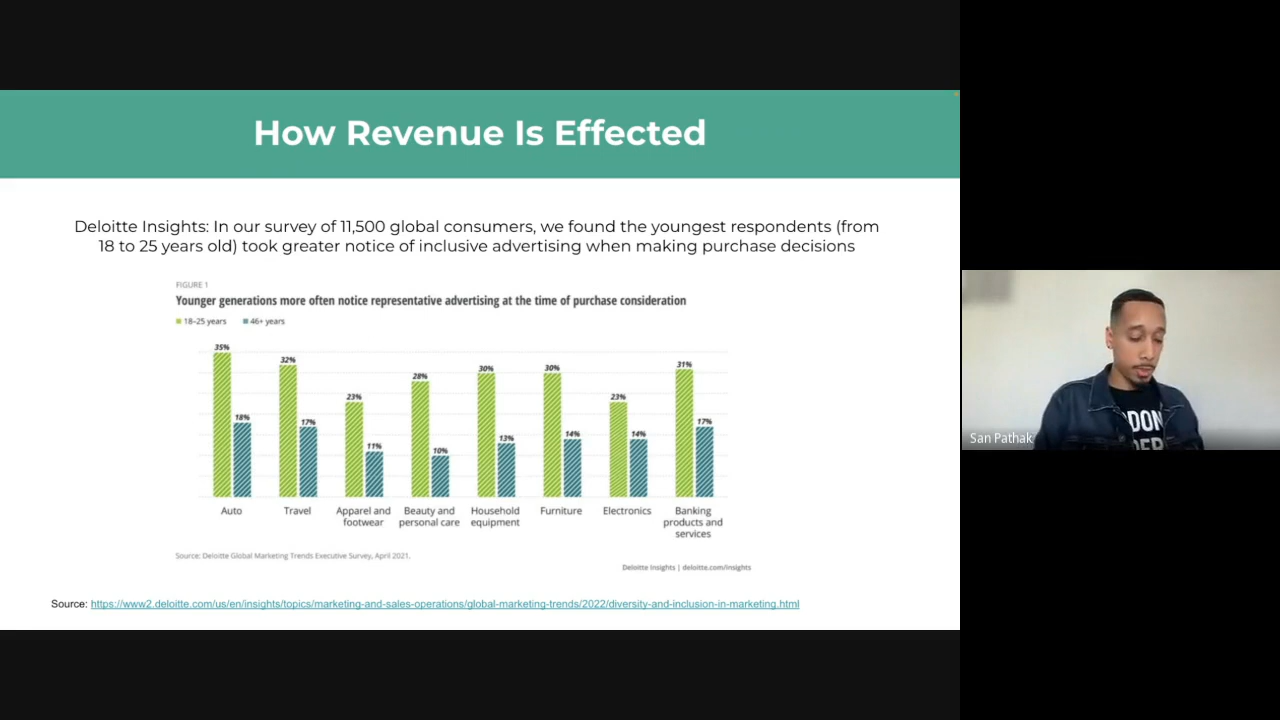 How Revenue Is Effected
Deloitte Insights: In our survey of 11,500 global consumers, we found the youngest respondents (from
18 to 25 years old) took greater notice of inclusive advertising when making purchase decisions
FIGURE 1
Younger generations more often notice representative advertising at the time of purchase consideration
18–25 years 46+ years
35% 18% 32% 17% 23% 11% 28% 10% 30% 13% 30% 14% 23% 14% 31% 17%
Auto Travel Apparel and Beauty and Household Furniture Electronics Banking
footwear personal care equipment products and
services
Source: Deloitte Global Marketing Trends Executive Survey, April 2021.
Deloitte Insights | deloitte.com/insights
Source: https://www2.deloitte.com/us/en/insights/topics/marketing-and-sales-operations/global-marketing-trends/2022/diversity-and-inclusion-in-marketing.html
San Pathak